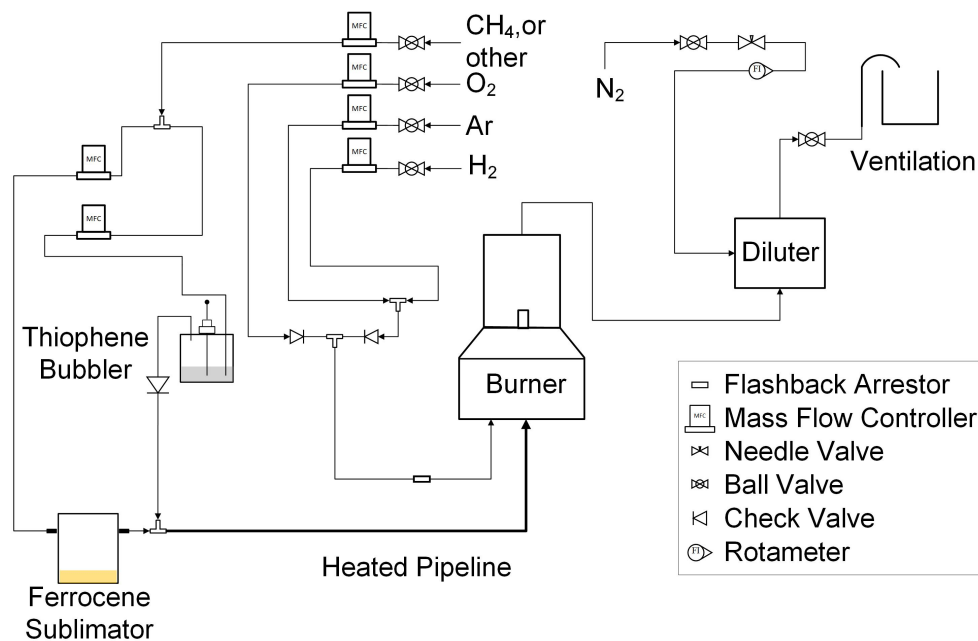 MFC
CH₄,or
other
MFC
O₂
MFC
Ar
MFC
H₂
N₂
FI
Ventilation
MFC
MFC
Diluter
Thiophene
Bubbler
Burner
Flashback Arrestor
MFC
Mass Flow Controller
Needle Valve
Ball Valve
Check Valve
FI
Rotameter
Heated Pipeline
Ferrocene
Sublimator